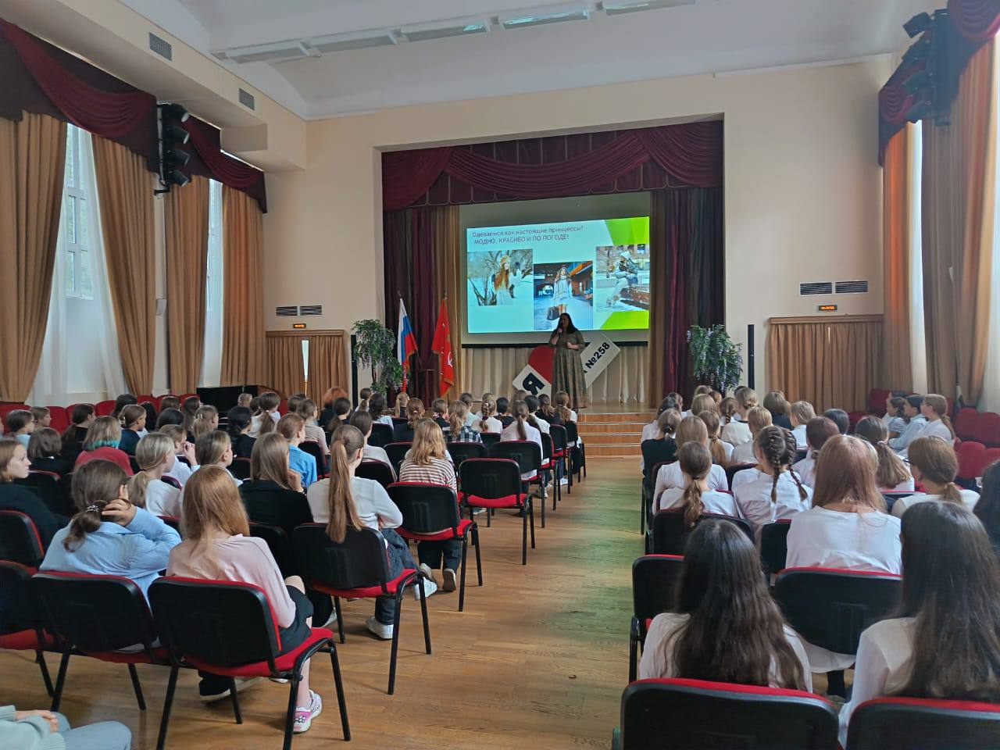 Одеваемся как настоящие принцессы!
МОДНО, КРАСИВО И ПО ПОГОДЕ!
Я
№258